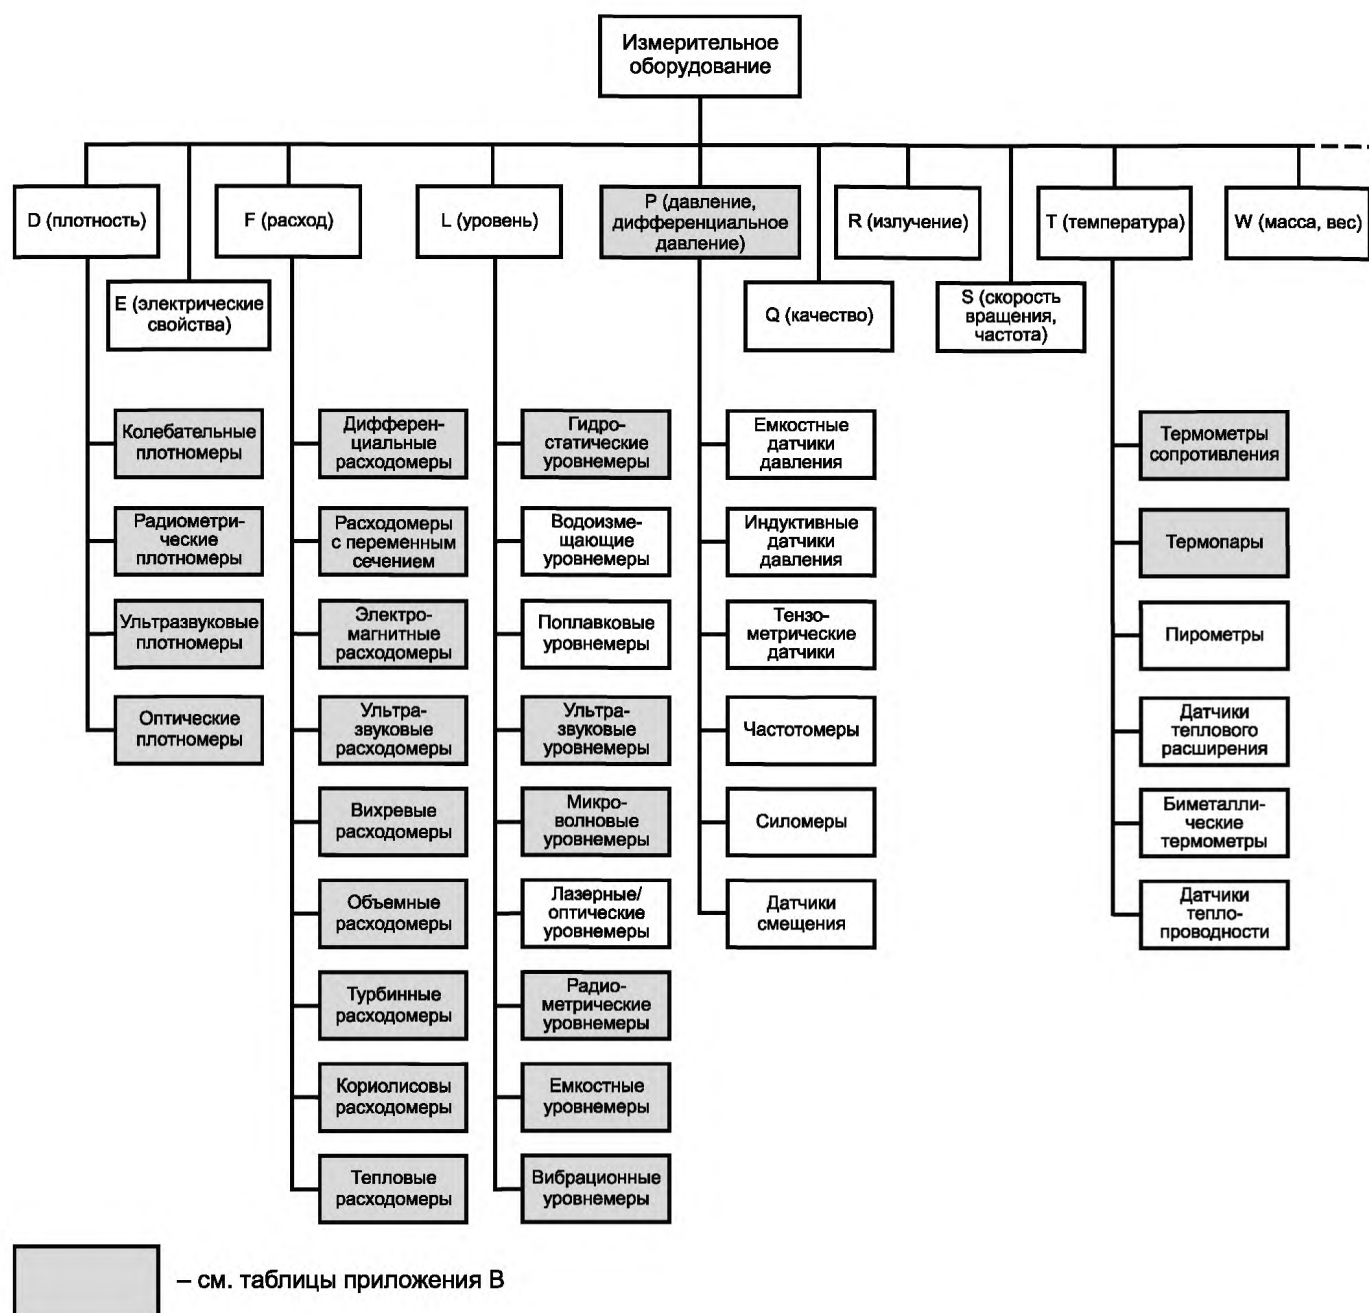 Измерительное
оборудование
D (плотность)
F (расход)
L (уровень)
P (давление,
дифференциальное
давление)
R (излучение)
T (температура)
W (масса, вес)
E (электрические
свойства)
Q (качество)
S (скорость
вращения,
частота)
Колебательные
плотномеры
Радиометри-
ческие
плотномеры
Ультразвуковые
плотномеры
Оптические
плотномеры
Дифферен-
циальные
расходомеры
Расходомеры
с переменным
сечением
Электро-
магнитные
расходомеры
Ультра-
звуковые
расходомеры
Вихревые
расходомеры
Объемные
расходомеры
Турбинные
расходомеры
Кориолисовы
расходомеры
Тепловые
расходомеры
Гидро-
статические
уровнемеры
Водоизме-
щающие
уровнемеры
Поплавковые
уровнемеры
Ультра-
звуковые
уровнемеры
Микро-
волновые
уровнемеры
Лазерные/
оптические
уровнемеры
Радио-
метрические
уровнемеры
Емкостные
уровнемеры
Вибрационные
уровнемеры
Емкостные
датчики
давления
Индуктивные
датчики
давления
Тензо-
метрические
датчики
Частотомеры
Силомеры
Датчики
смещения
Термометры
сопротивления
Термопары
Пирометры
Датчики
теплового
расширения
Биметалли-
ческие
термометры
Датчики
тепло-
проводности
– см. таблицы приложения В